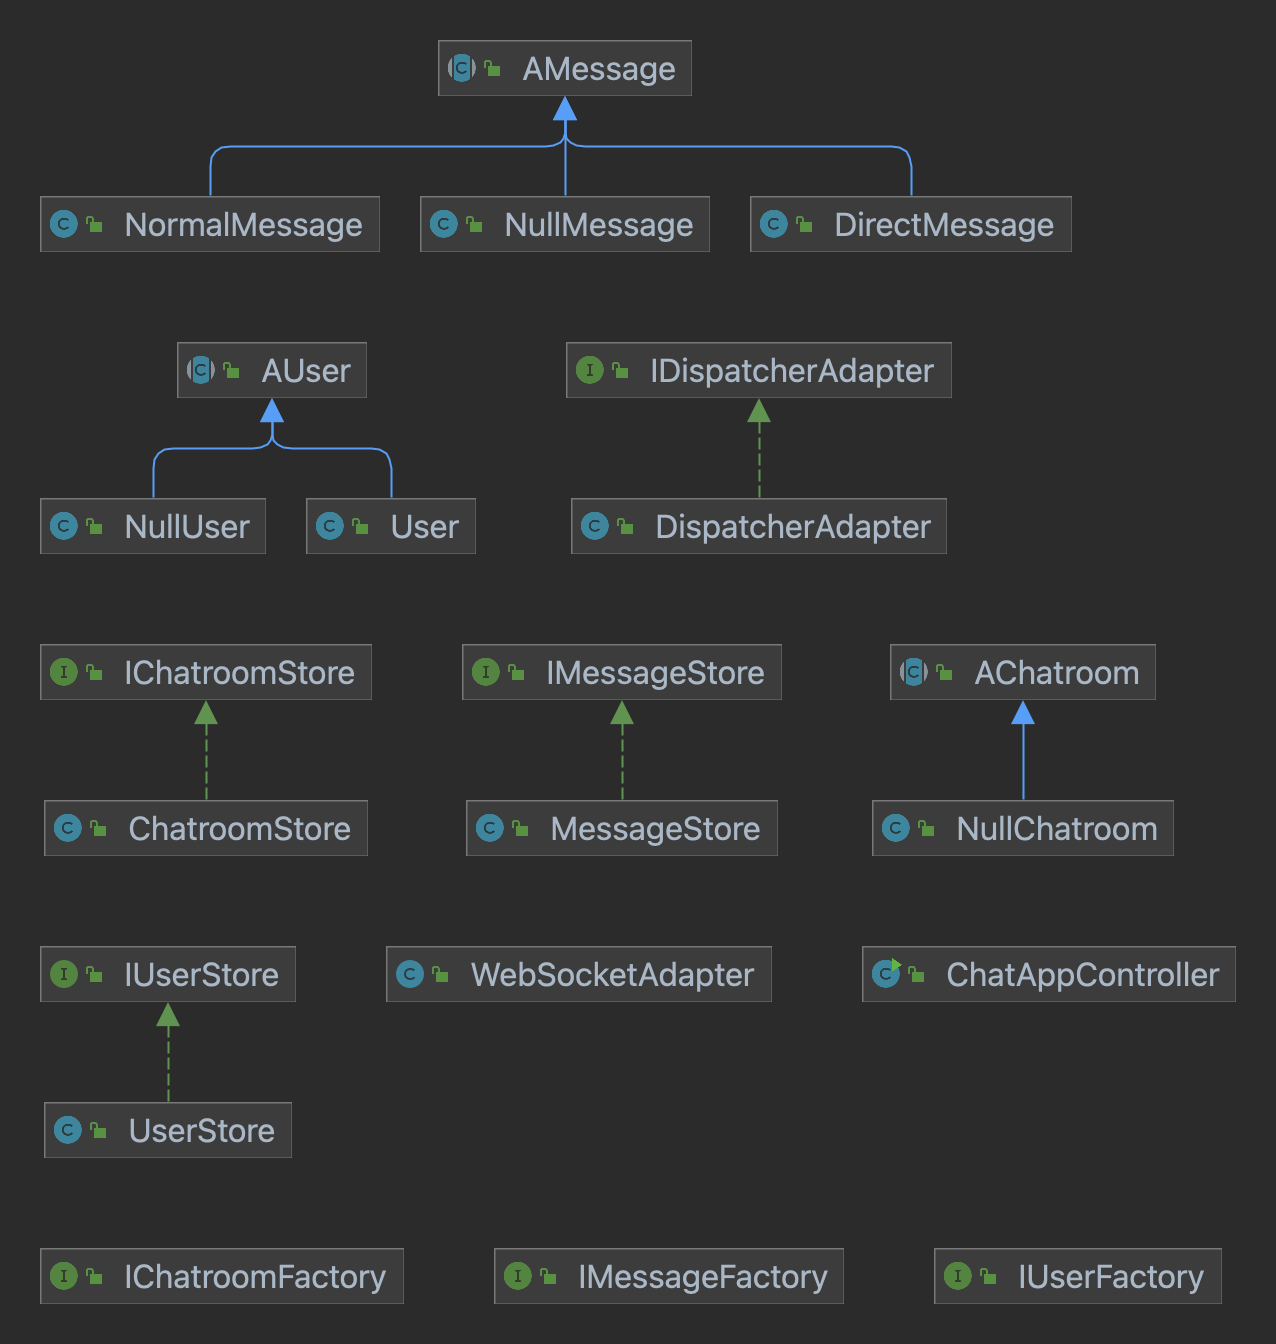 AMessage
NormalMessage
NullMessage
DirectMessage
AUser
IDispatcherAdapter
NullUser
User
DispatcherAdapter
IChatroomStore
IMessageStore
AChatroom
ChatroomStore
MessageStore
NullChatroom
IUserStore
WebSocketAdapter
ChatAppController
UserStore
IChatroomFactory
IMessageFactory
IUserFactory